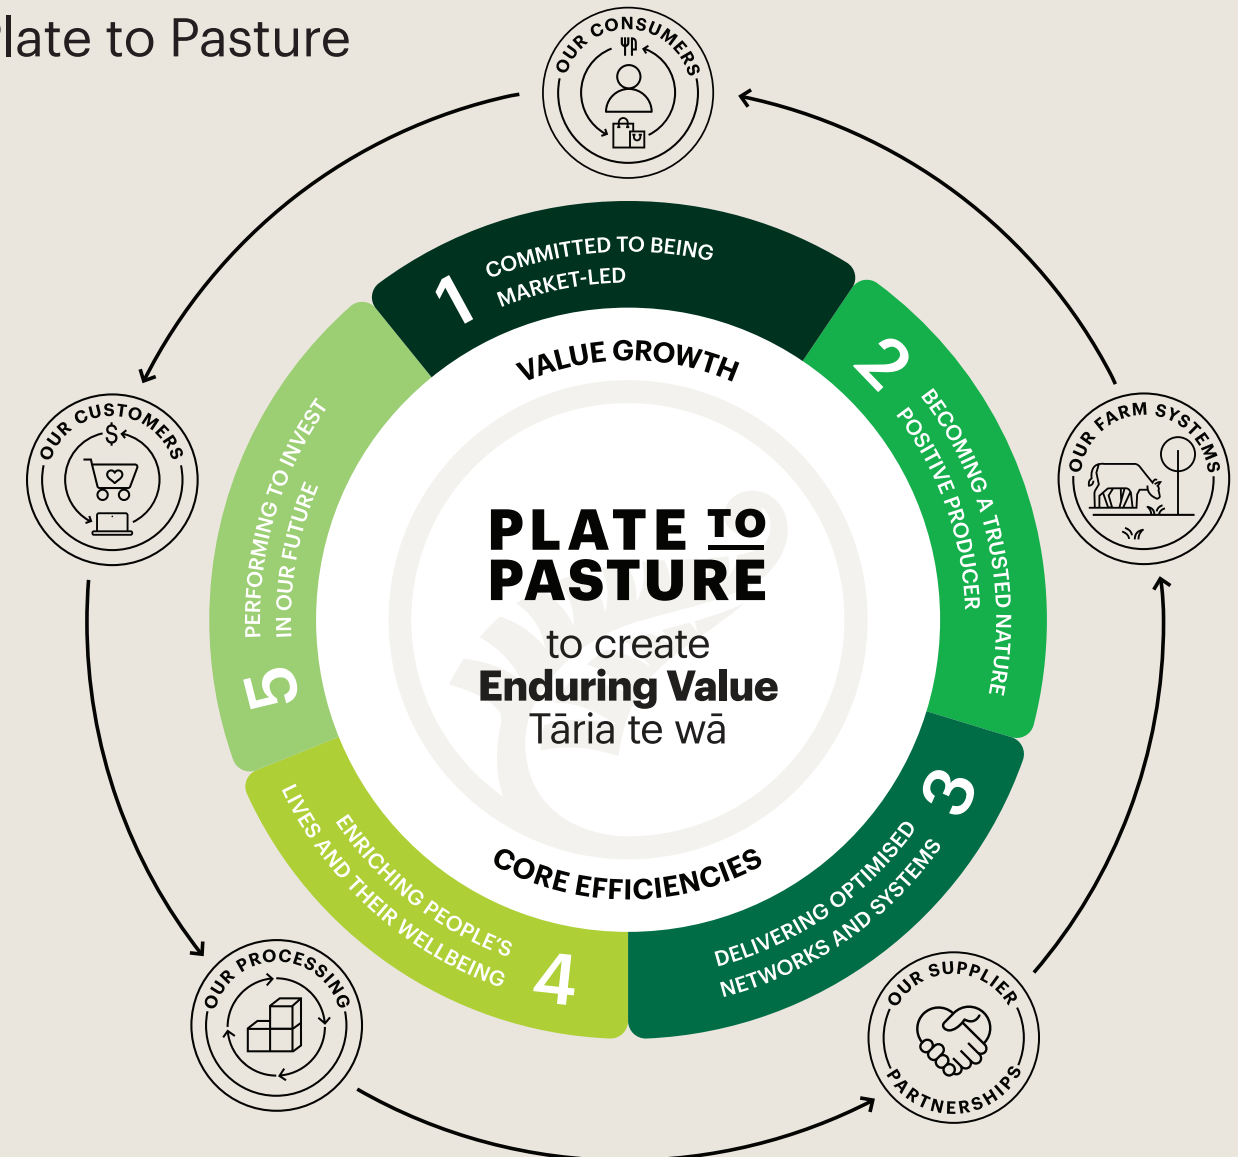 late to Pasture
OUR CONSUMERS
1
COMMITTED TO BEING
MARKET-LED
2
BECOMING A TRUSTED NATURE
POSITIVE PRODUCER
3
DELIVERING OPTIMISED
NETWORKS AND SYSTEMS
4
ENRICHING PEOPLE'S
LIVES AND THEIR WELLBEING
5
PERFORMING TO INVEST
IN OUR FUTURE
VALUE GROWTH
PLATE TO
PASTURE
to create
Enduring Value
Tāria te wā
CORE EFFICIENCIES
OUR CUSTOMERS
$
OUR PROCESSING
OUR SUPPLIER
PARTNERSHIPS
OUR FARM SYSTEMS